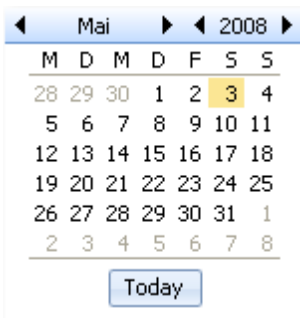 Mai 2008
M D M D F S S
28 29 30 1 2 3 4
5 6 7 8 9 10 11
12 13 14 15 16 17 18
19 20 21 22 23 24 25
26 27 28 29 30 31 1
2 3 4 5 6 7 8
Today